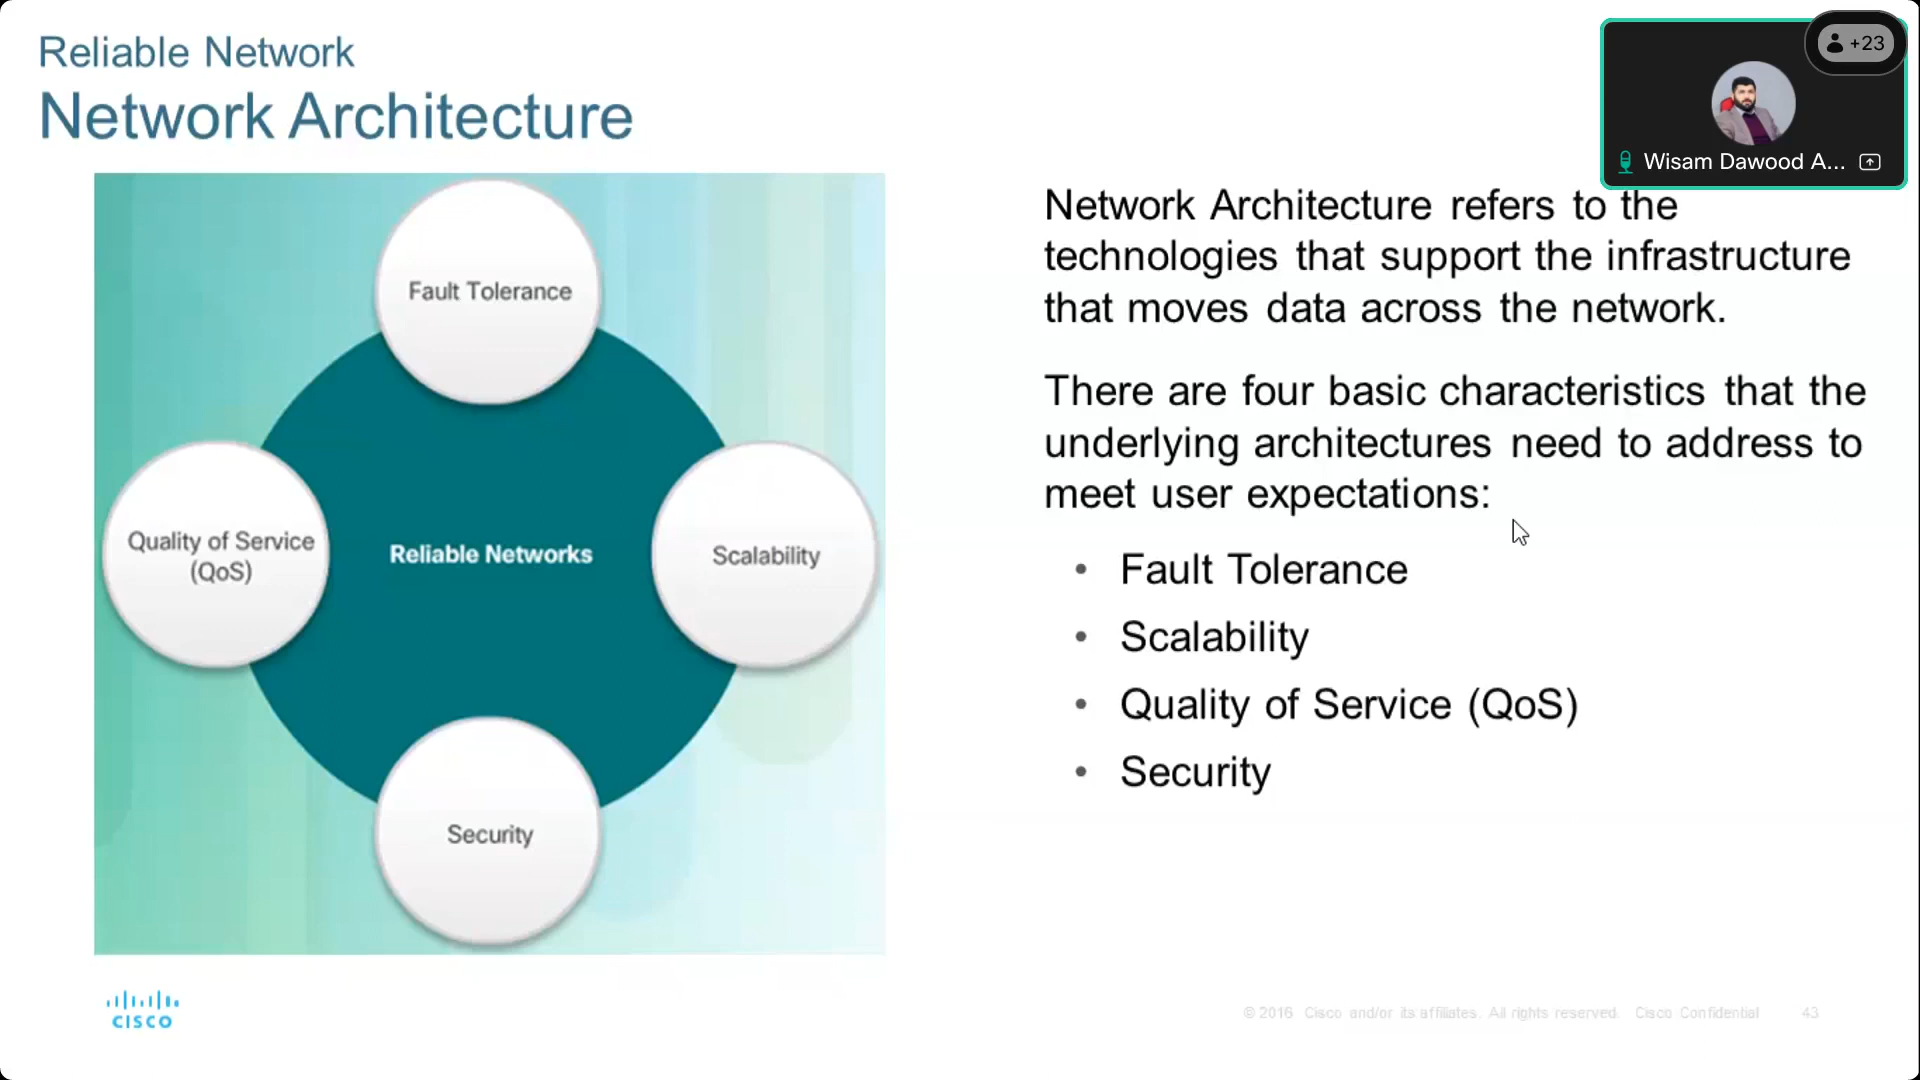 Reliable Network
Network Architecture
+23
Wisam Dawood A...
Fault Tolerance
Quality of Service
(QoS)
Reliable Networks
Scalability
Security
Network Architecture refers to the
technologies that support the infrastructure
that moves data across the network.
There are four basic characteristics that the
underlying architectures need to address to
meet user expectations:
• Fault Tolerance
• Scalability
• Quality of Service (QoS)
• Security
CISCO
© 2016 Cisco and/or its affiliates. All rights reserved. Cisco Confidential 43